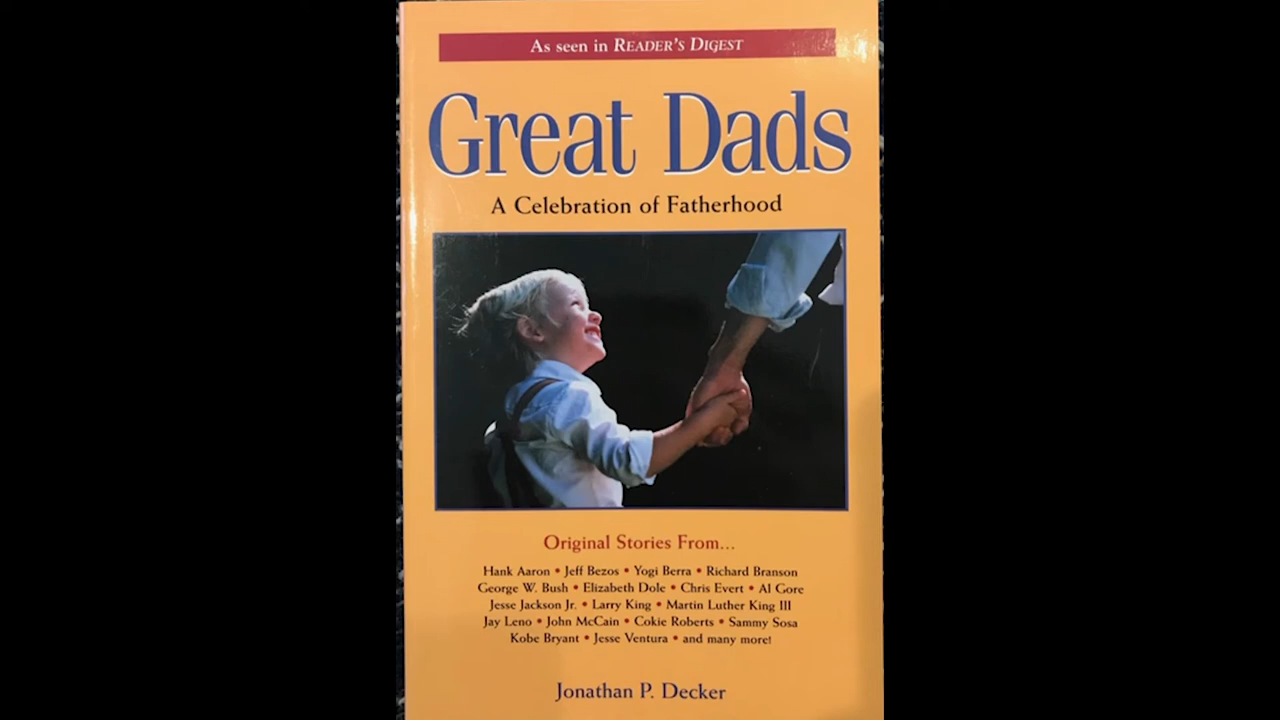 As seen in READER'S DIGEST
Great Dads
A Celebration of Fatherhood
Original Stories From...
Hank Aaron • Jeff Bezos • Yogi Berra • Richard Branson
George W. Bush • Elizabeth Dole • Chris Evert • Al Gore
Jesse Jackson Jr. • Larry King • Martin Luther King III
Jay Leno • John McCain • Cokie Roberts • Sammy Sosa
Kobe Bryant • Jesse Ventura • and many more!
Jonathan P. Decker